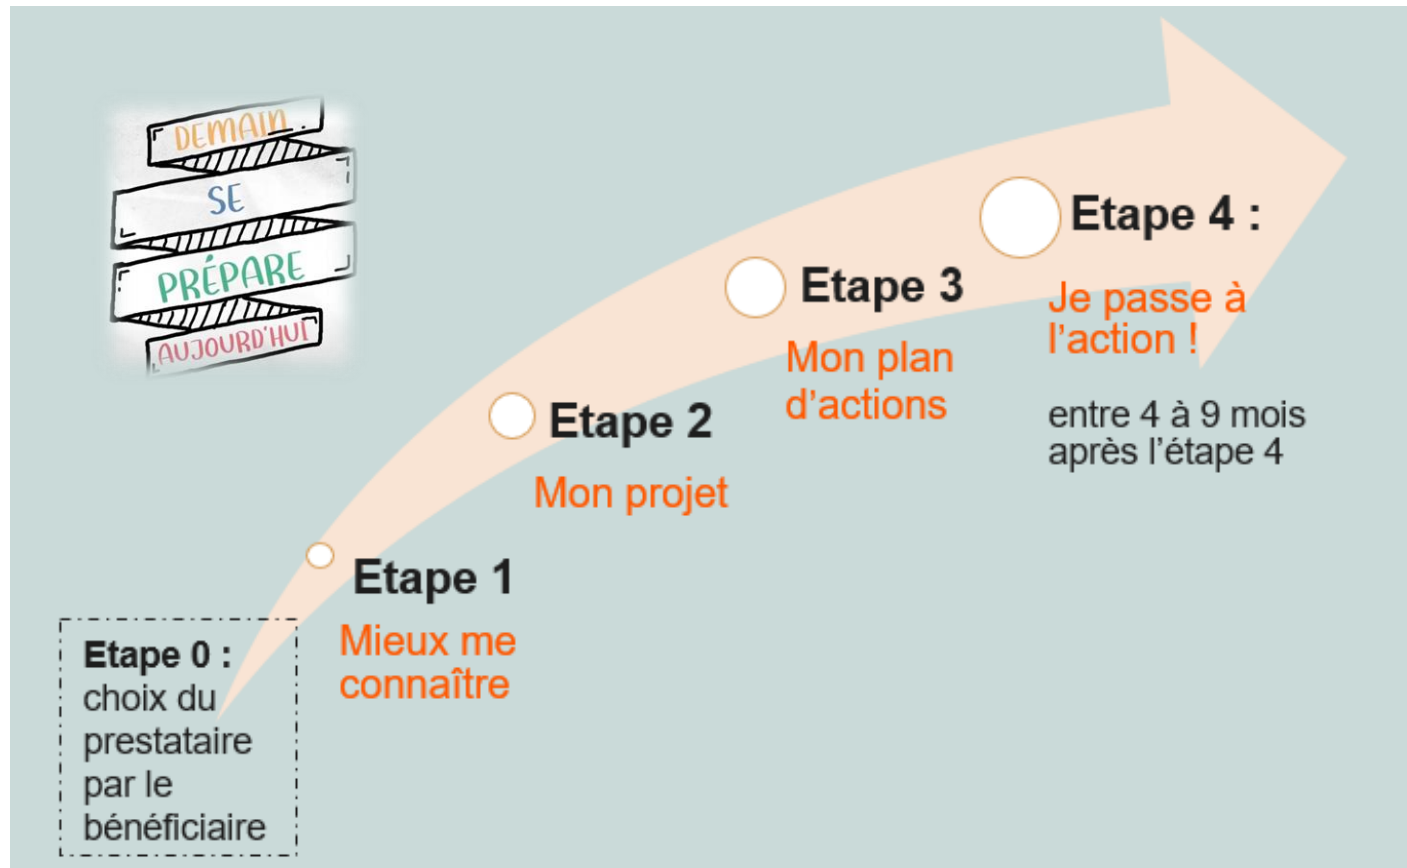 DEMAIN
SE
PRÉPARE
AUJOURD'HUI
Etape 4 :
Je passe à
l'action !
entre 4 à 9 mois
après l'étape 4
Etape 3
Mon plan
d'actions
Etape 2
Mon projet
Etape 1
Mieux me
connaître
Etape 0 :
choix du
prestataire
par le
bénéficiaire